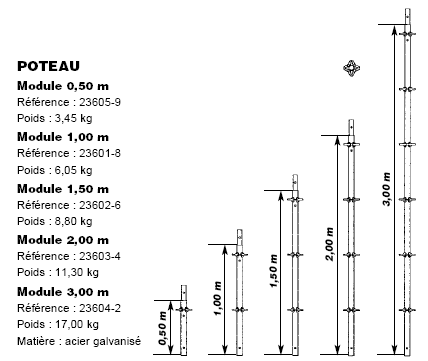 POTEAU
Module 0,50 m
Référence : 23605-9
Poids : 3,45 kg
Module 1,00 m
Référence : 23601-8
Poids : 6,05 kg
Module 1,50 m
Référence : 23602-6
Poids : 8,80 kg
Module 2,00 m
Référence : 23603-4
Poids : 11,30 kg
Module 3,00 m
Référence : 23604-2
Poids : 17,00 kg
Matière : acier galvanisé
0,50 m
1,00 m
1,50 m
2,00 m
3,00 m